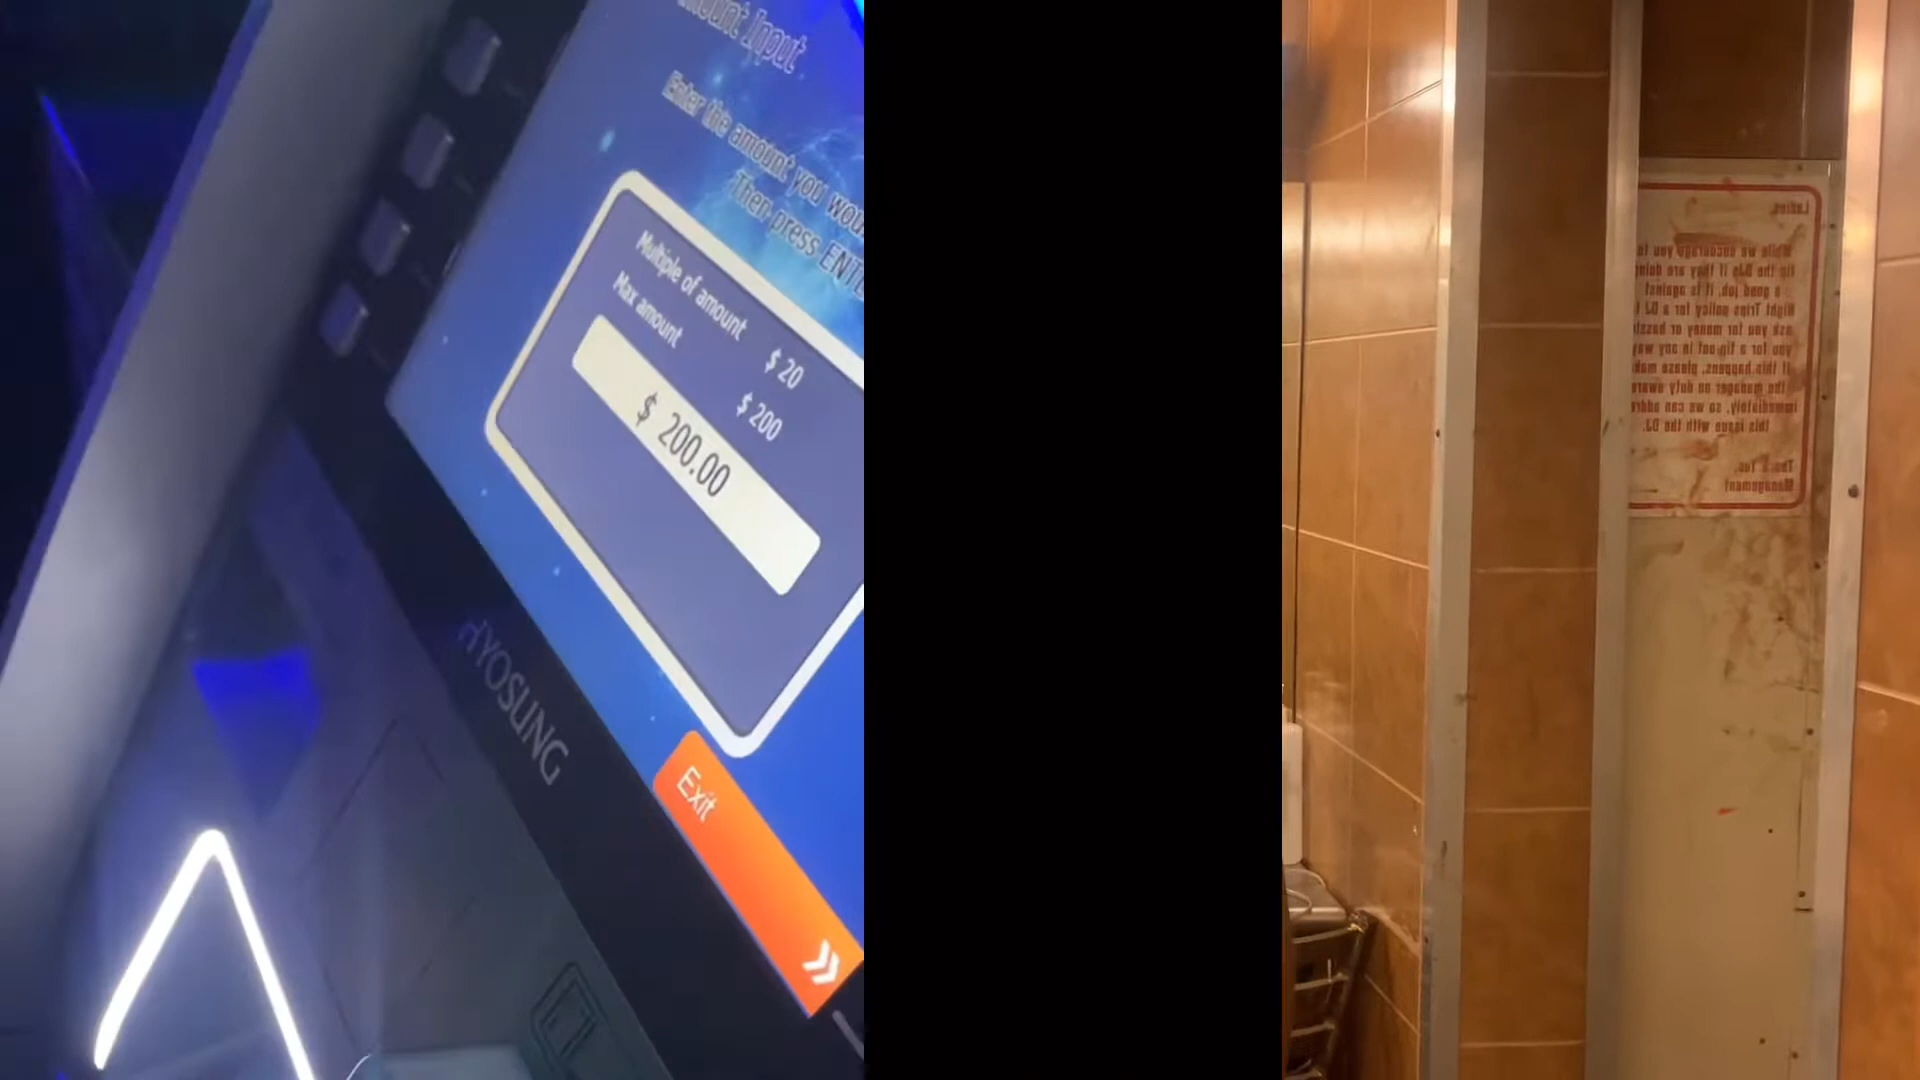 Amount Input
Enter the amount you wou
Then press ENTE
Multiple of amount $ 20
Max amount $ 200
$ 200.00
HYOSUNG
Exit
Ladies,
While we encourage you to
tip the DJs if they are doing
a good job, it is against
Night Trips policy for a DJ t
ask you for money or hassle
you for a tip out in any way
If this happens, please mak
the manager on duty aware
immediately, so we can addre
this issue with the DJ.
Thank You,
Management